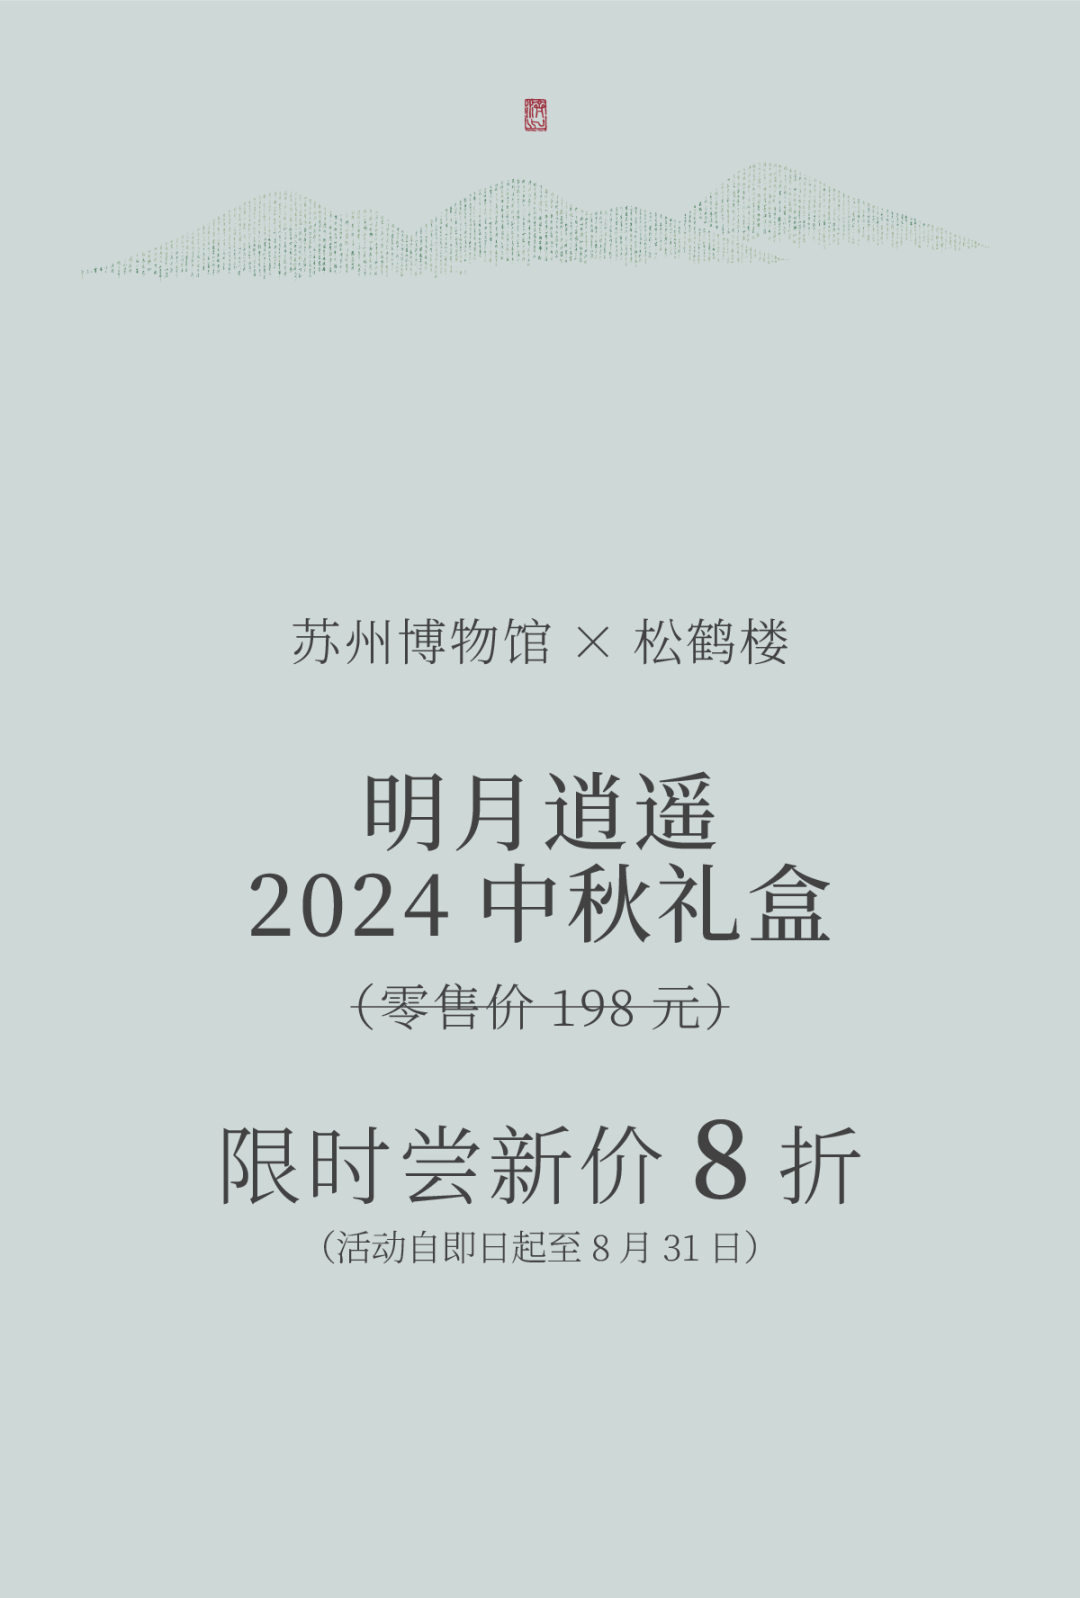 苏州博物馆 × 松鹤楼
明月逍遥
2024 中秋礼盒
（零售价 198 元）
限时尝新价 8 折
（活动自即日起至 8 月 31 日）